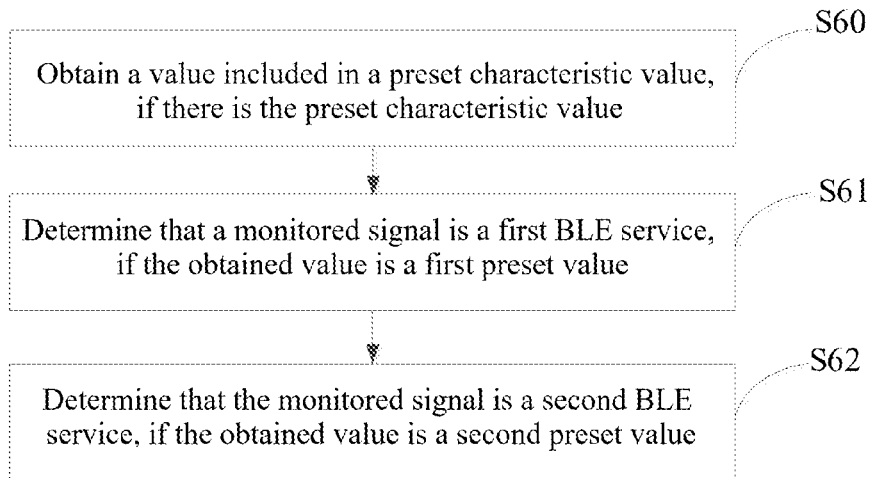 S60
Obtain a value included in a preset characteristic value,
if there is the preset characteristic value
S61
Determine that a monitored signal is a first BLE service,
if the obtained value is a first preset value
S62
Determine that the monitored signal is a second BLE
service, if the obtained value is a second preset value